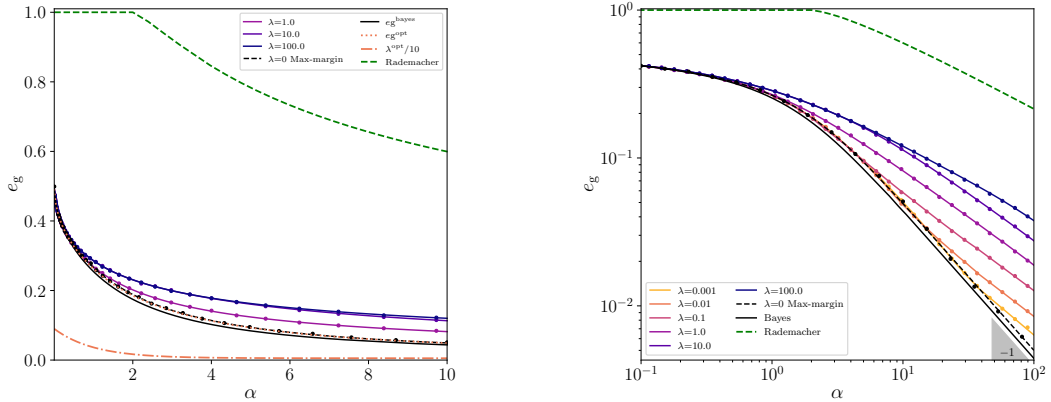 1.0
0.8
0.6
0.4
0.2
0.0
2
4
6
8
10
e_g
α
λ=1.0
λ=10.0
λ=100.0
λ=0 Max-margin
eg^bayes
eg^opt
λ^opt/10
Rademacher
10^0
10^−1
10^−2
10^−1
10^0
10^1
10^2
e_g
α
λ=0.001
λ=0.01
λ=0.1
λ=1.0
λ=10.0
λ=100.0
λ=0 Max-margin
Bayes
Rademacher
−1